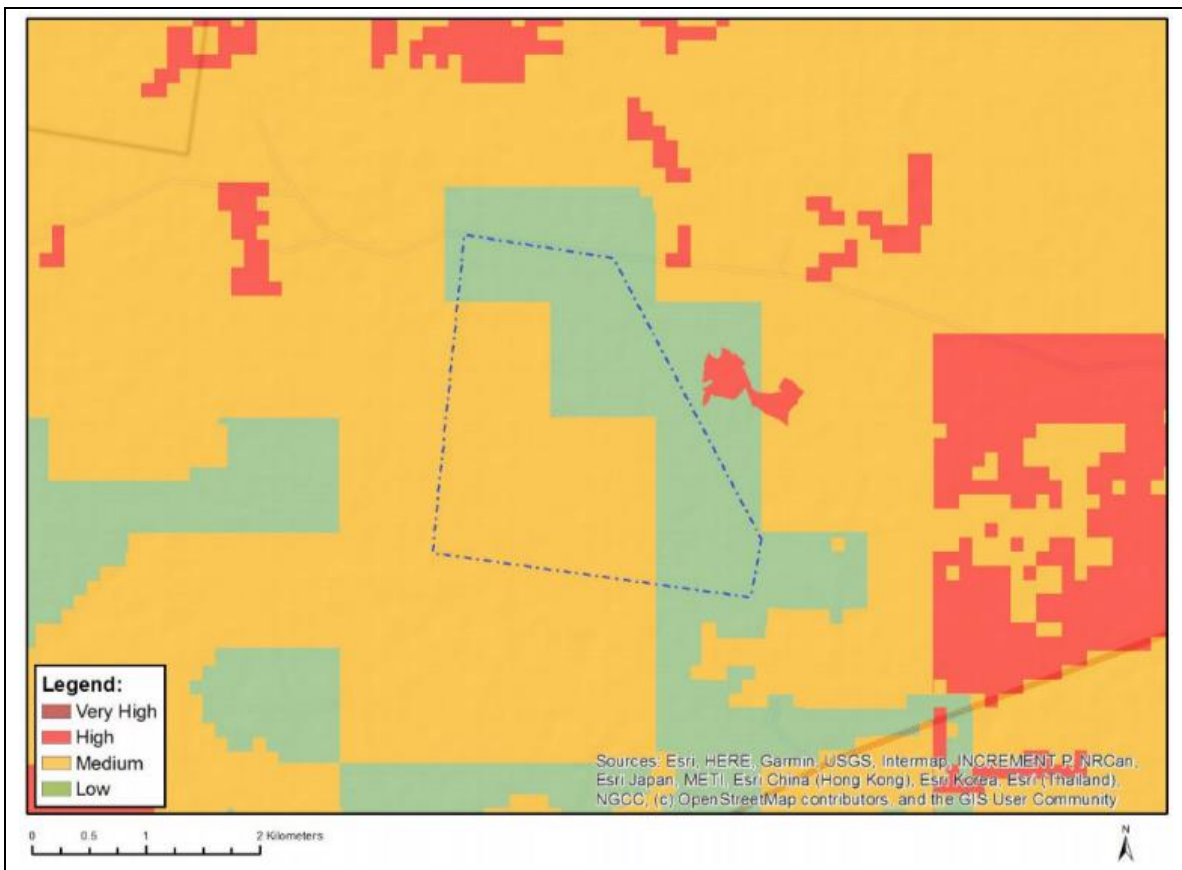 Legend:
Very High
High
Medium
Low
Sources: Esri, HERE, Garmin, USGS, Intermap, INCREMENT P, NRCan,
Esri Japan, METI, Esri China (Hong Kong), Esri Korea, Esri (Thailand),
NGCC, (c) OpenStreetMap contributors, and the GIS User Community
0 0.5 1 2 Kilometers
N